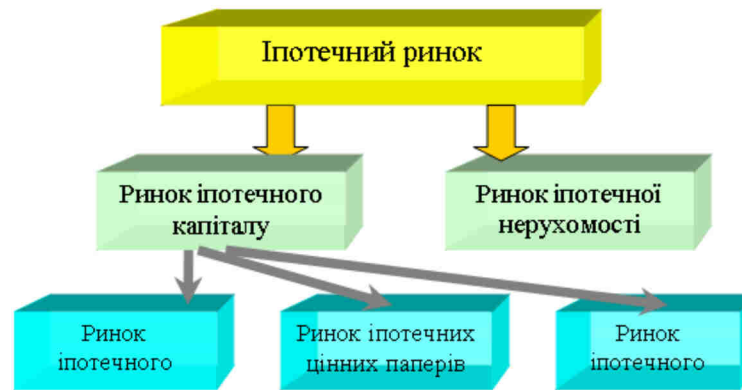 Іпотечний ринок
Ринок іпотечного
капіталу
Ринок іпотечної
нерухомості
Ринок
іпотечного
Ринок іпотечних
цінних паперів
Ринок
іпотечного